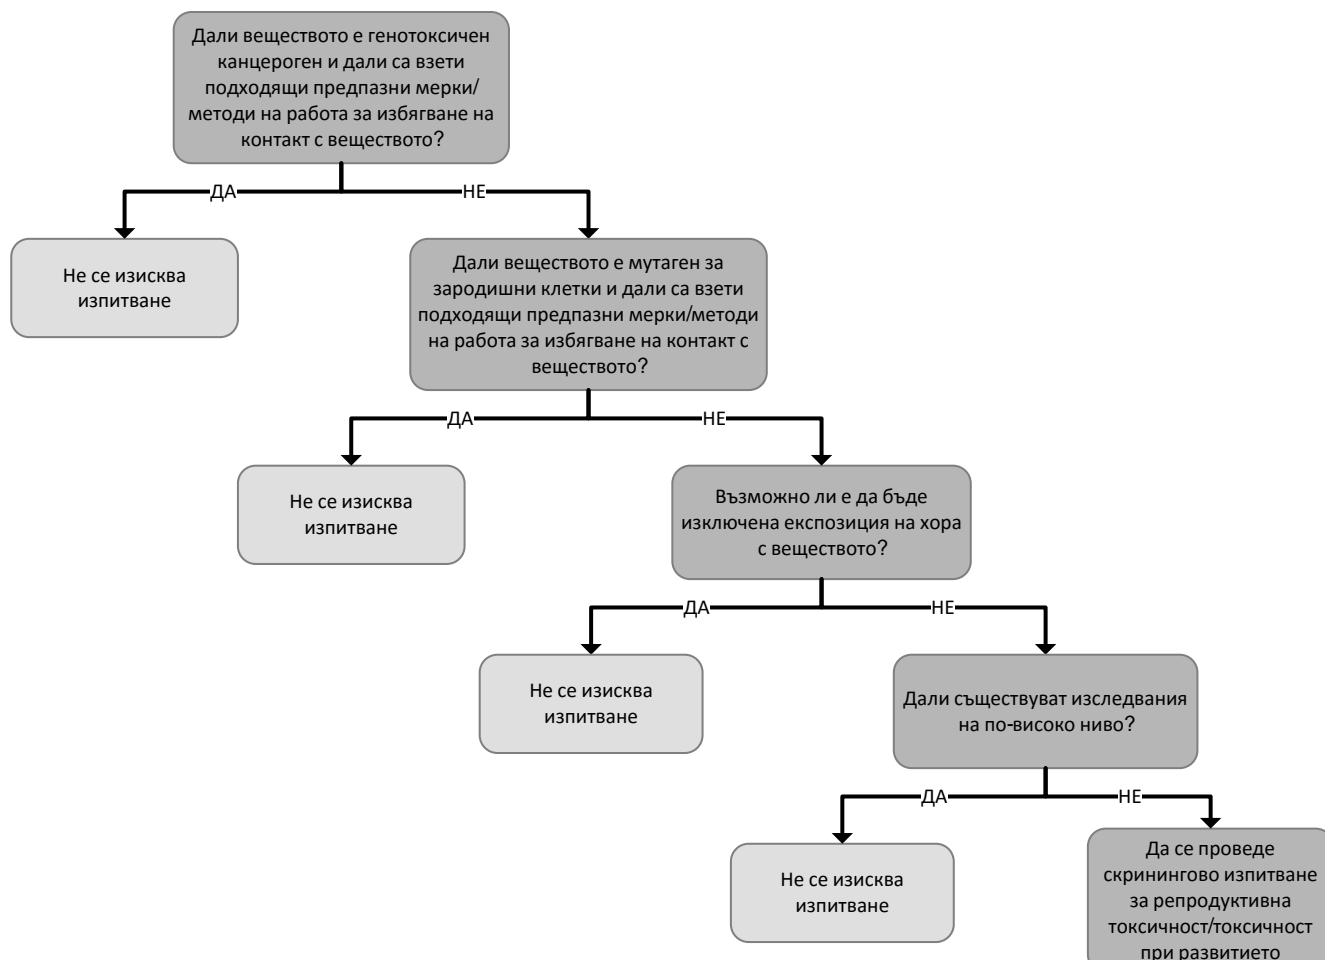 Дали веществото е генотоксичен
канцероген и дали са взети
подходящи предпазни мерки/
методи на работа за избягване на
контакт с веществото?
ДА
НЕ
Не се изисква
изпитване
Дали веществото е мутаген за
зародишни клетки и дали са взети
подходящи предпазни мерки/методи
на работа за избягване на контакт с
веществото?
ДА
НЕ
Не се изисква
изпитване
Възможно ли е да бъде
изключена експозиция на хора
с веществото?
ДА
НЕ
Не се изисква
изпитване
Дали съществуват изследвания
на по-високо ниво?
ДА
НЕ
Не се изисква
изпитване
Да се проведе
скринингово изпитване
за репродуктивна
токсичност/токсичност
при развитието